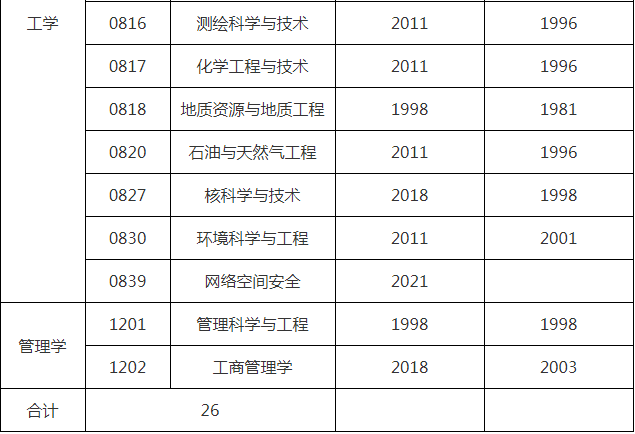 工学 0816 测绘科学与技术 2011 1996
0817 化学工程与技术 2011 1996
0818 地质资源与地质工程 1998 1981
0820 石油与天然气工程 2011 1996
0827 核科学与技术 2018 1998
0830 环境科学与工程 2011 2001
0839 网络空间安全 2021
管理学 1201 管理科学与工程 1998 1998
1202 工商管理学 2018 2003
合计 26